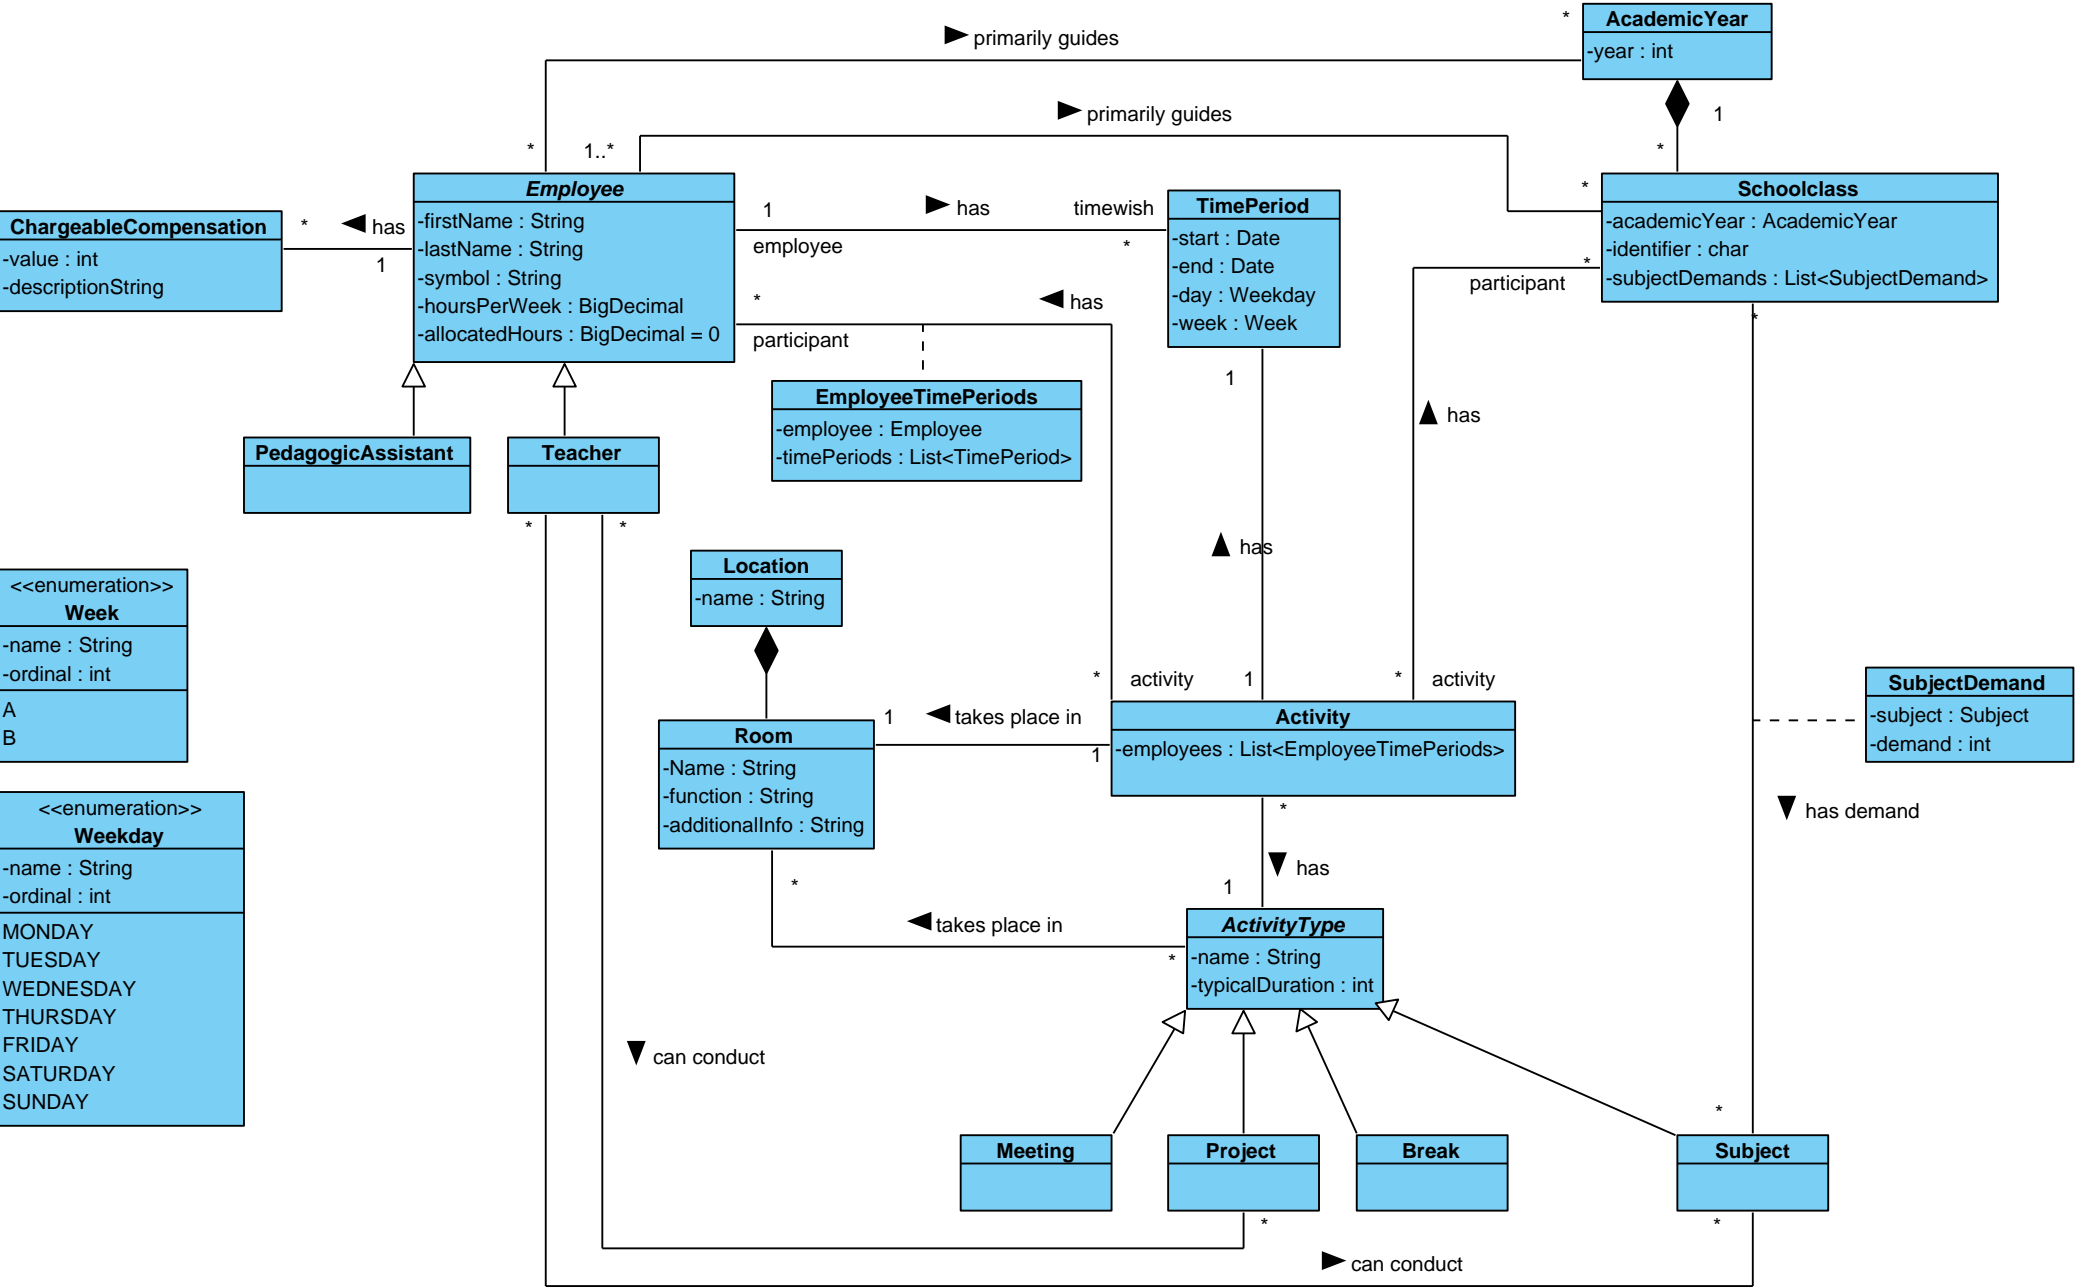 *
AcademicYear
-year : int
primarily guides
primarily guides
1
*
*
1..*
Employee
-firstName : String
-lastName : String
-symbol : String
-hoursPerWeek : BigDecimal
-allocatedHours : BigDecimal = 0
ChargeableCompensation
-value : int
-descriptionString
*
has
1
1
has
timewish
employee
*
TimePeriod
-start : Date
-end : Date
-day : Weekday
-week : Week
*
Schoolclass
-academicYear : AcademicYear
-identifier : char
-subjectDemands : List<SubjectDemand>
*
participant
*
*
has
participant
1
has
EmployeeTimePeriods
-employee : Employee
-timePeriods : List<TimePeriod>
PedagogicAssistant
Teacher
*
*
has
Location
-name : String
<<enumeration>>
Week
-name : String
-ordinal : int
A
B
*
activity
1
*
activity
SubjectDemand
-subject : Subject
-demand : int
1
takes place in
1
Activity
-employees : List<EmployeeTimePeriods>
Room
-Name : String
-function : String
-additionalInfo : String
<<enumeration>>
Weekday
-name : String
-ordinal : int
MONDAY
TUESDAY
WEDNESDAY
THURSDAY
FRIDAY
SATURDAY
SUNDAY
*
has demand
has
*
1
takes place in
*
ActivityType
-name : String
-typicalDuration : int
can conduct
*
Meeting
Project
Break
Subject
*
*
can conduct